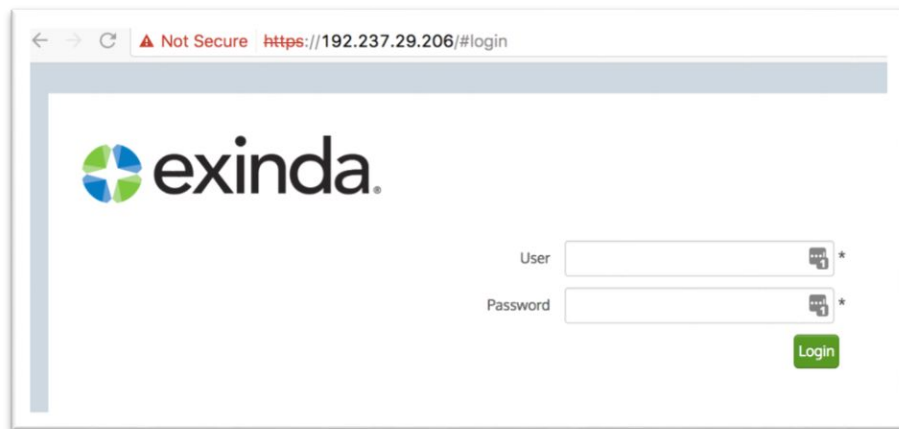 Not Secure https://192.237.29.206/#login
exinda®
User *
Password *
Login